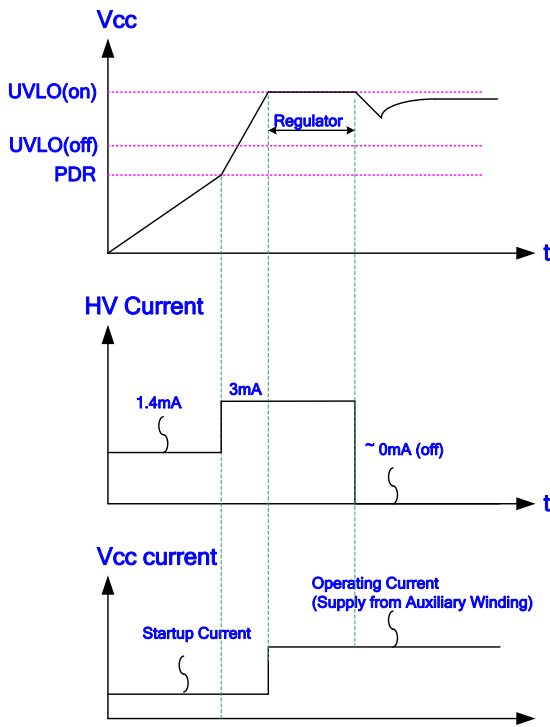 Vcc
UVLO(on)
Regulator
UVLO(off)
PDR
t
HV Current
3mA
1.4mA
~ 0mA (off)
t
Vcc current
Operating Current
(Supply from Auxiliary Winding)
Startup Current